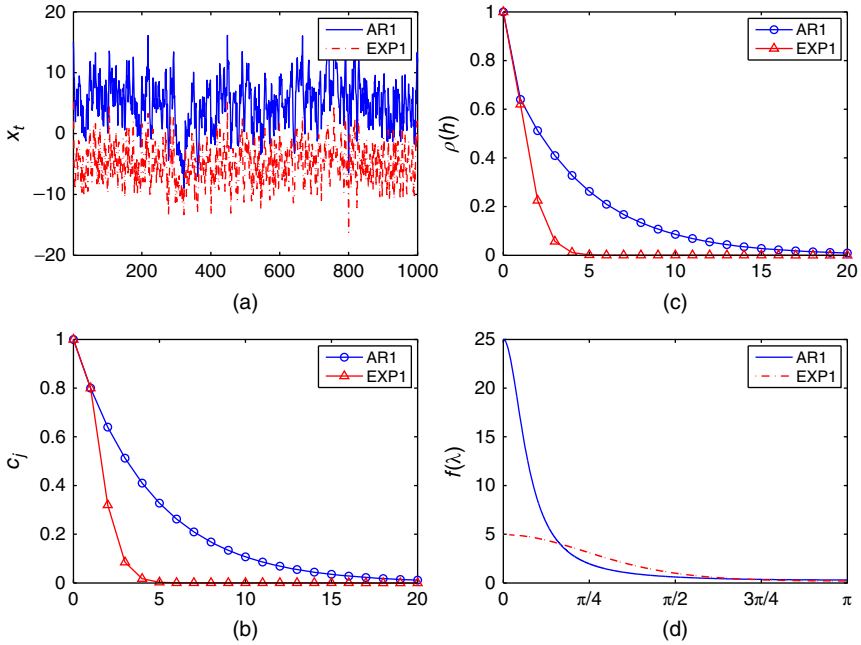 20
10
0
−10
−20
x_t
AR1
EXP1
200 400 600 800 1000
(a)
1
0.8
0.6
0.4
0.2
0
ρ(h)
AR1
EXP1
0 5 10 15 20
(c)
1
0.8
0.6
0.4
0.2
0
c_j
AR1
EXP1
0 5 10 15 20
(b)
25
20
15
10
5
0
f(λ)
AR1
EXP1
0 π/4 π/2 3π/4 π
(d)